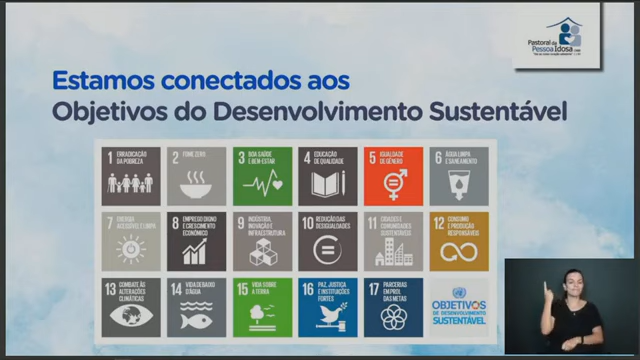 Pastoral da
Pessoa Idosa
Estamos conectados aos
Objetivos do Desenvolvimento Sustentável
1 ERRADICAÇÃO
DA POBREZA
2 FOME ZERO
3 BOA SAÚDE
E BEM-ESTAR
4 EDUCAÇÃO
DE QUALIDADE
5 IGUALDADE
DE GÊNERO
6 ÁGUA LIMPA
E SANEAMENTO
7 ENERGIA
ACESSÍVEL E LIMPA
8 EMPREGO DIGNO
E CRESCIMENTO
ECONÔMICO
9 INDÚSTRIA,
INOVAÇÃO E
INFRAESTRUTURA
10 REDUÇÃO DAS
DESIGUALDADES
11 CIDADES E
COMUNIDADES
SUSTENTÁVEIS
12 CONSUMO
E PRODUÇÃO
RESPONSÁVEIS
13 COMBATE ÀS
ALTERAÇÕES
CLIMÁTICAS
14 VIDA DEBAIXO
D'ÁGUA
15 VIDA SOBRE
A TERRA
16 PAZ, JUSTIÇA
E INSTITUIÇÕES
FORTES
17 PARCERIAS
EM PROL
DAS METAS
OBJETIVOS
DE DESENVOLVIMENTO
SUSTENTÁVEL